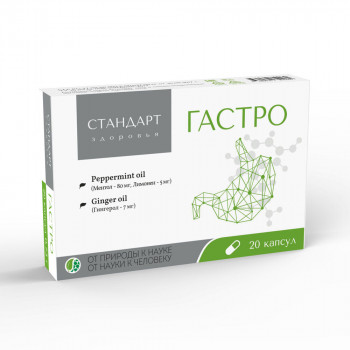 СТАНДАРТ
здоровья
ГАСТРО
Peppermint oil
(Ментол - 80 мг, Лимонен - 5 мг)
Ginger oil
(Гингерол - 7 мг)
20 капсул
ОТ ПРИРОДЫ К НАУКЕ
ОТ НАУКИ К ЧЕЛОВЕКУ
СТАНДАРТ
ГАСТРО